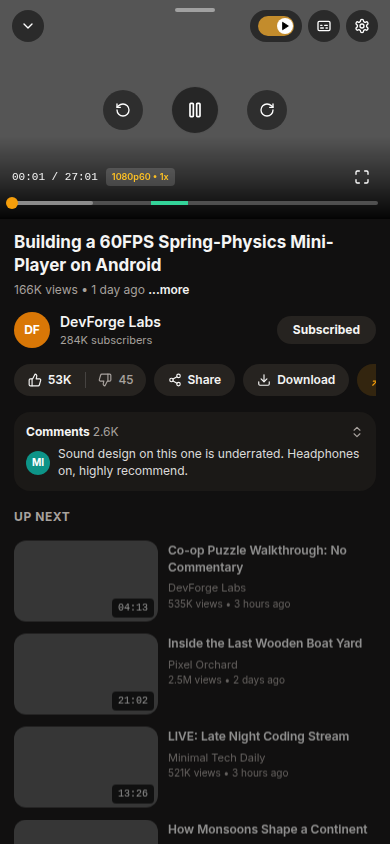 00:01 / 27:01
1080p60 • 1x
Building a 60FPS Spring-Physics Mini-
Player on Android
166K views • 1 day ago ...more
DF
DevForge Labs
284K subscribers
Subscribed
53K
45
Share
Download
Comments 2.6K
MI
Sound design on this one is underrated. Headphones
on, highly recommend.
UP NEXT
04:13
Co-op Puzzle Walkthrough: No
Commentary
DevForge Labs
535K views • 3 hours ago
21:02
Inside the Last Wooden Boat Yard
Pixel Orchard
2.5M views • 2 days ago
13:26
LIVE: Late Night Coding Stream
Minimal Tech Daily
521K views • 3 hours ago
How Monsoons Shape a Continent